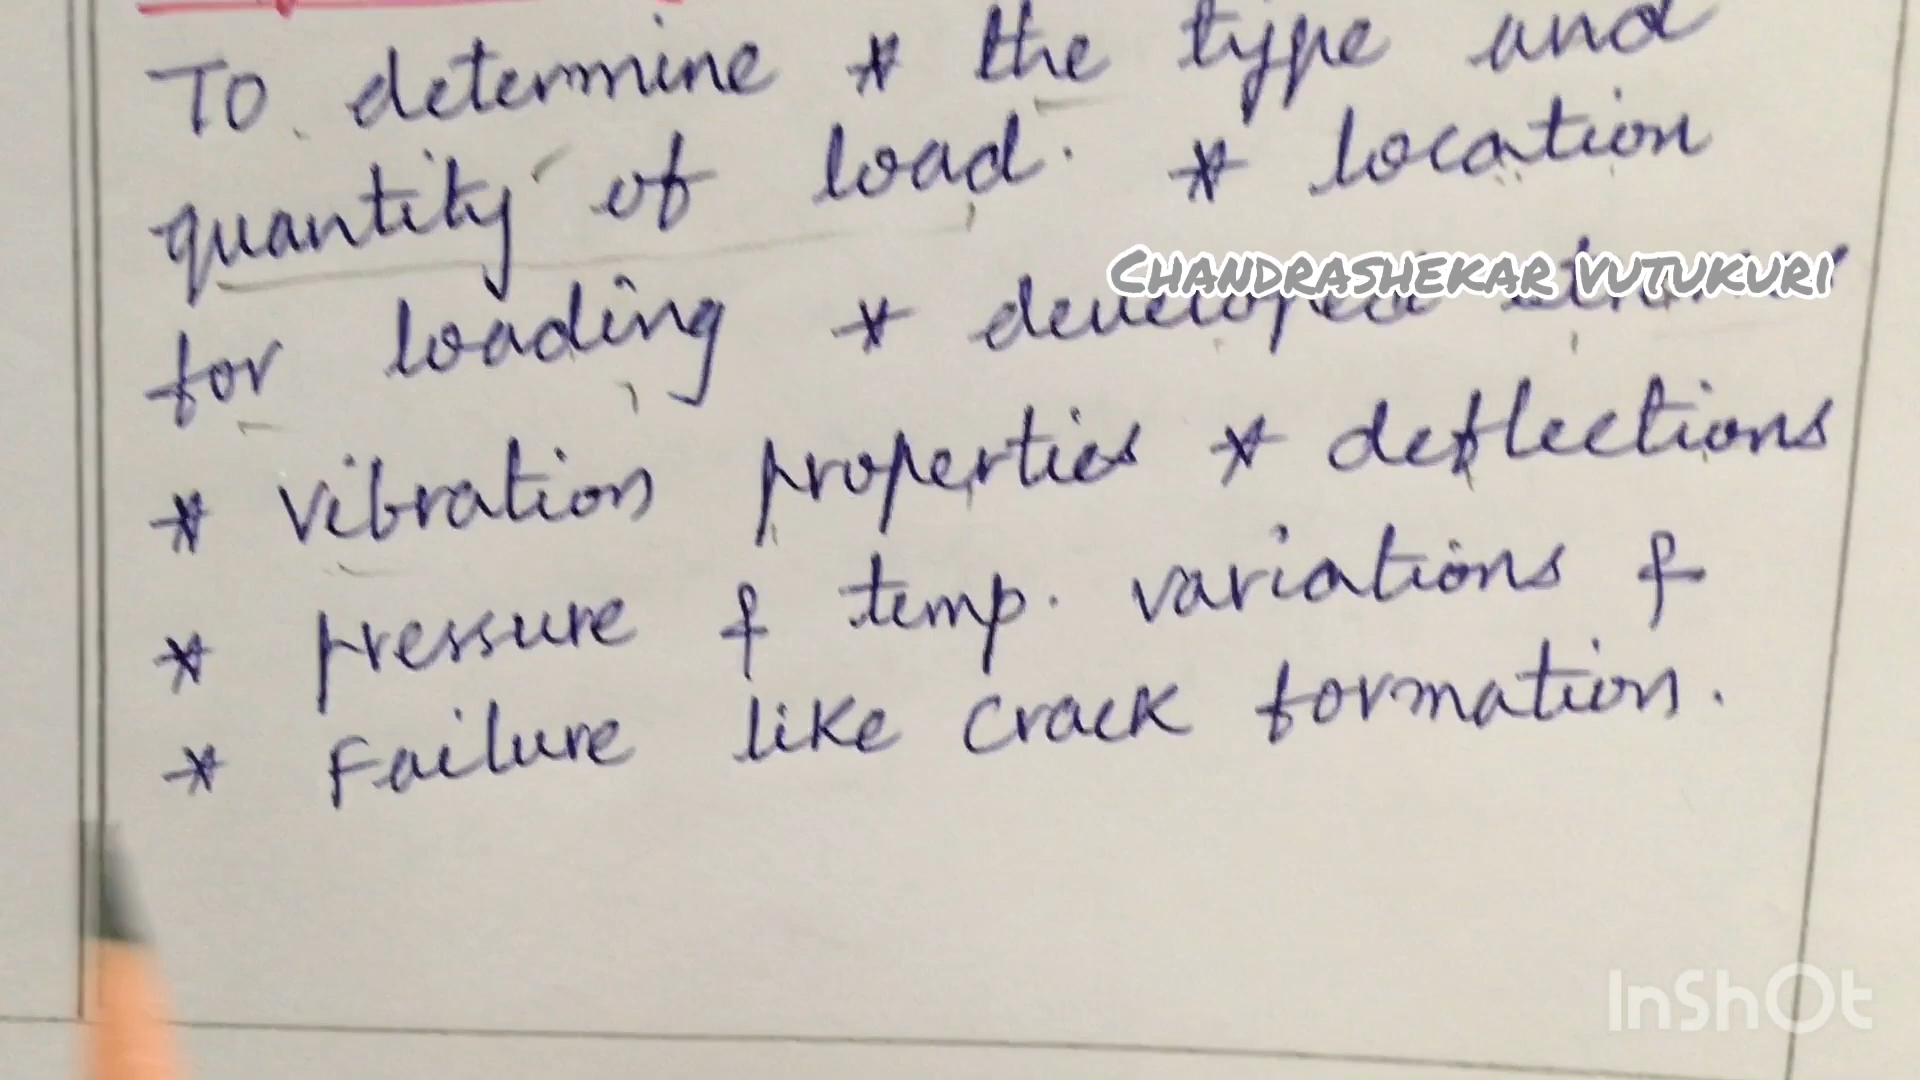 To determine * the type and
quantity of load. * location
CHANDRASHEKAR VUTUKURI
for loading * developed
* vibration properties * deflections
* pressure & temp. variations &
* Failure like crack formation.
InShOt